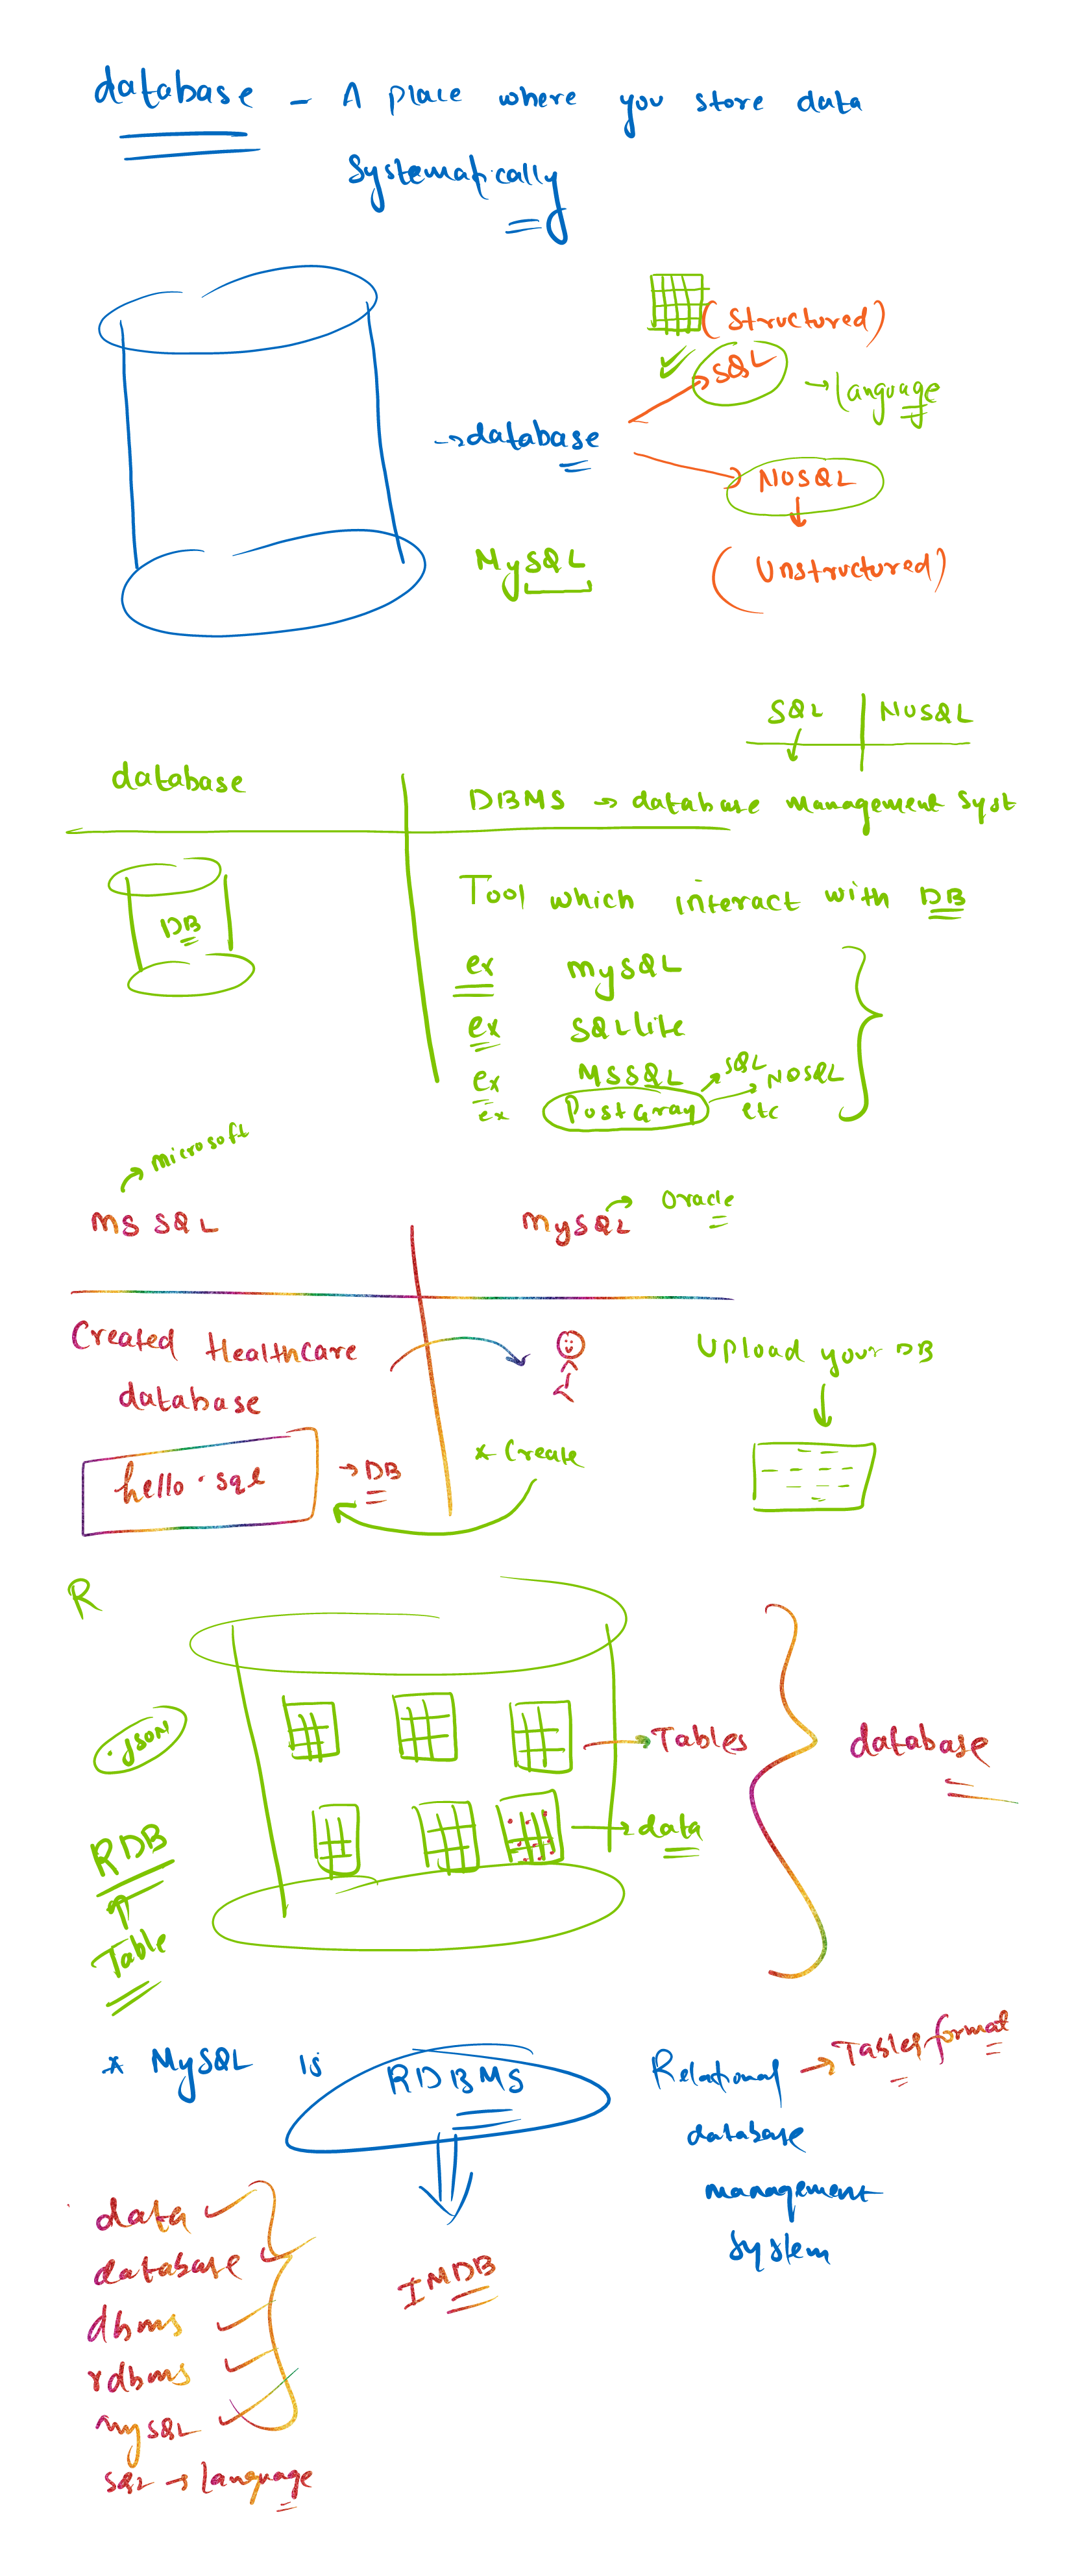 database - A place where you store data
Systematically
(Structured)
SQL
→ language
→ database
NOSQL
MySQL
(Unstructured)
SQL | NOSQL
database
DBMS → database management Syst
Tool which interact with DB
DB
ex mySQL
ex SQLlite
ex MSSQL
ex PostGray
SQL
NOSQL
etc
microsoft
MS SQL
MySQL
Oracle
Created HealthCare
database
Upload your DB
* Create
hello.sql
→ DB
R
.JSON
Tables
database
data
RDB
Table
* MySQL is RDBMS
Relational → Tables format
database
management
System
IMDB
data
database
dbms
rdbms
mySQL
SQL → language